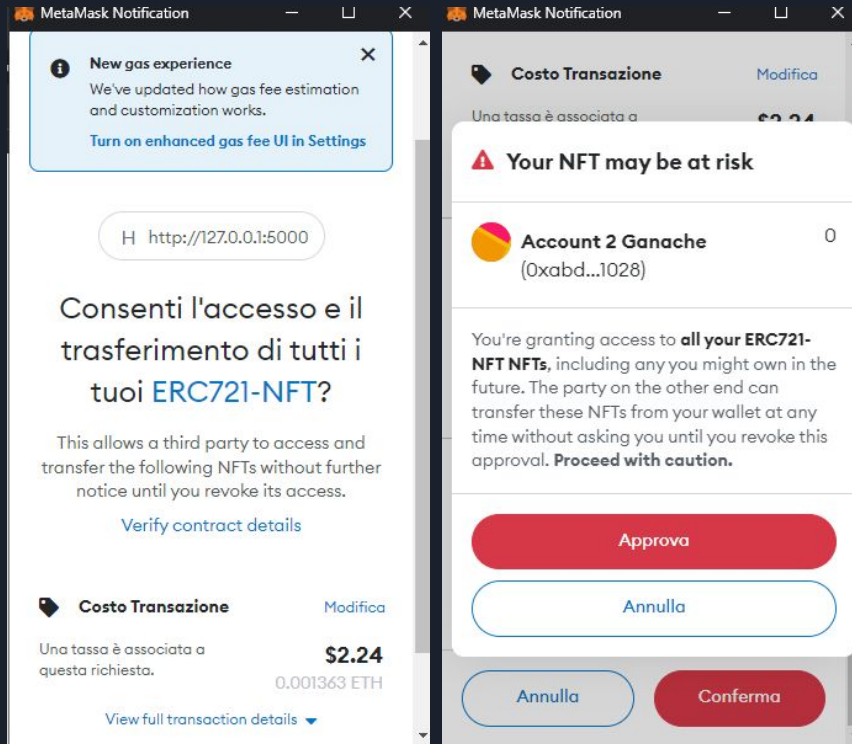 MetaMask Notification
New gas experience
We've updated how gas fee estimation
and customization works.
Turn on enhanced gas fee UI in Settings
H http://127.0.0.1:5000
Consenti l'accesso e il
trasferimento di tutti i
tuoi ERC721-NFT?
This allows a third party to access and
transfer the following NFTs without further
notice until you revoke its access.
Verify contract details
Costo Transazione Modifica
Una tassa è associata a
questa richiesta.
$2.24
0.001363 ETH
View full transaction details
MetaMask Notification
Costo Transazione Modifica
Una tassa è associata a
$2.24
Your NFT may be at risk
Account 2 Ganache 0
(0xabd...1028)
You're granting access to all your ERC721-
NFT NFTs, including any you might own in the
future. The party on the other end can
transfer these NFTs from your wallet at any
time without asking you until you revoke this
approval. Proceed with caution.
Approva
Annulla
Annulla Conferma